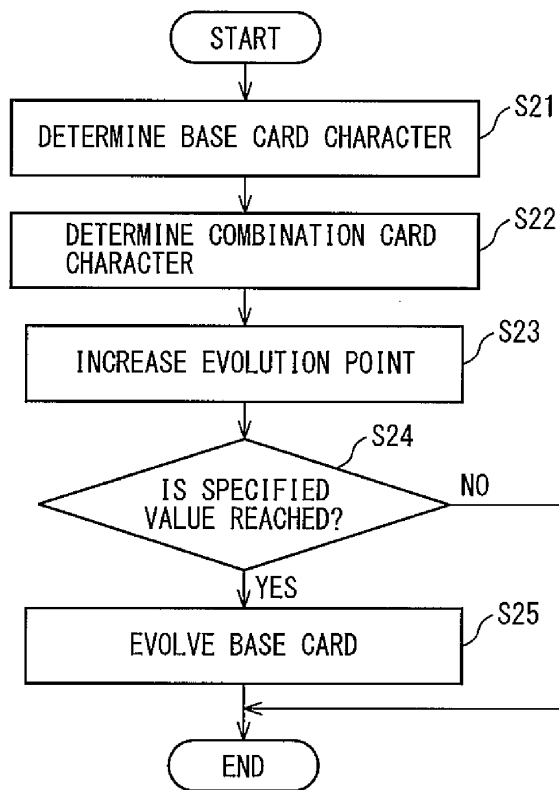 START
DETERMINE BASE CARD CHARACTER
S21
DETERMINE COMBINATION CARD
CHARACTER
S22
INCREASE EVOLUTION POINT
S23
S24
IS SPECIFIED
VALUE REACHED?
NO
YES
EVOLVE BASE CARD
S25
END